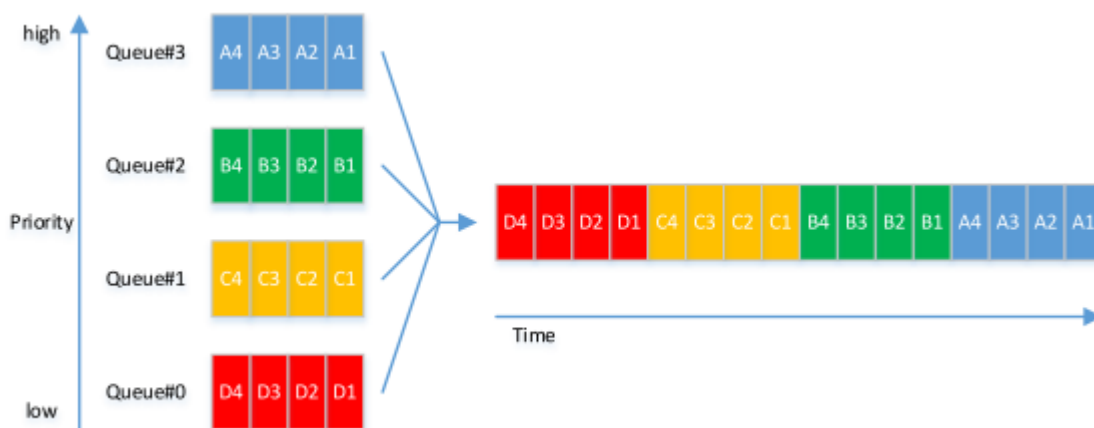 high
Queue#3
A4 A3 A2 A1
Queue#2
B4 B3 B2 B1
Priority
D4 D3 D2 D1 C4 C3 C2 C1 B4 B3 B2 B1 A4 A3 A2 A1
Queue#1
C4 C3 C2 C1
Time
Queue#0
D4 D3 D2 D1
low